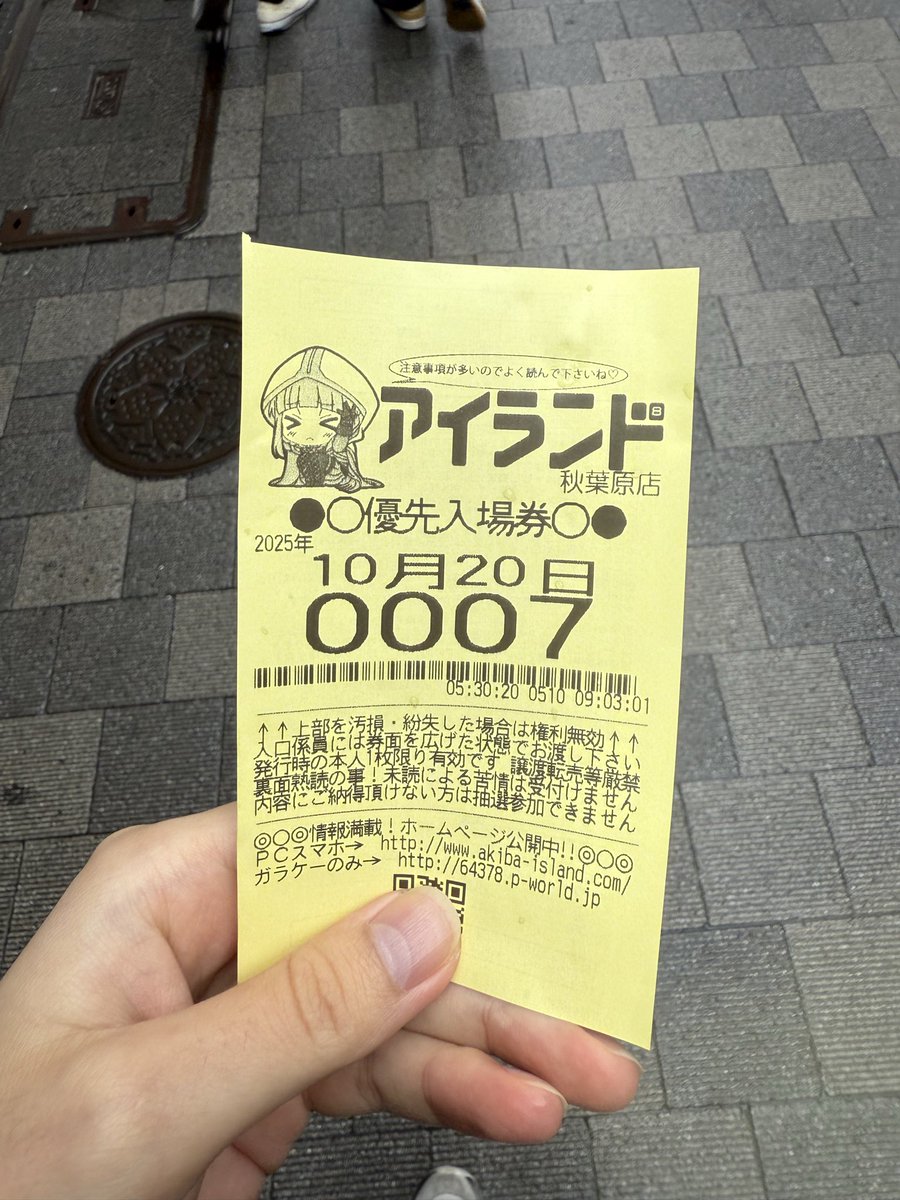 注意事項が多いのでよく読んで下さいね♡
アイランド
秋葉原店
●○優先入場券○●
2025年
10月20日
0007
05:30:20 0510 09:03:01
↑↑上部を汚損・紛失した場合は権利無効↑↑
入口係員には券面を広げた状態でお渡し下さい
発行時の本人1枚限り有効です 譲渡転売等厳禁
裏面熟読の事!未読による苦情は受付けません
内容にご納得頂けない方は抽選参加できません
◎○◎情報満載!ホームページ公開中!!◎○◎
PCスマホ→ http://www.akiba-island.com/
ガラケーのみ→ http://64378.p-world.jp